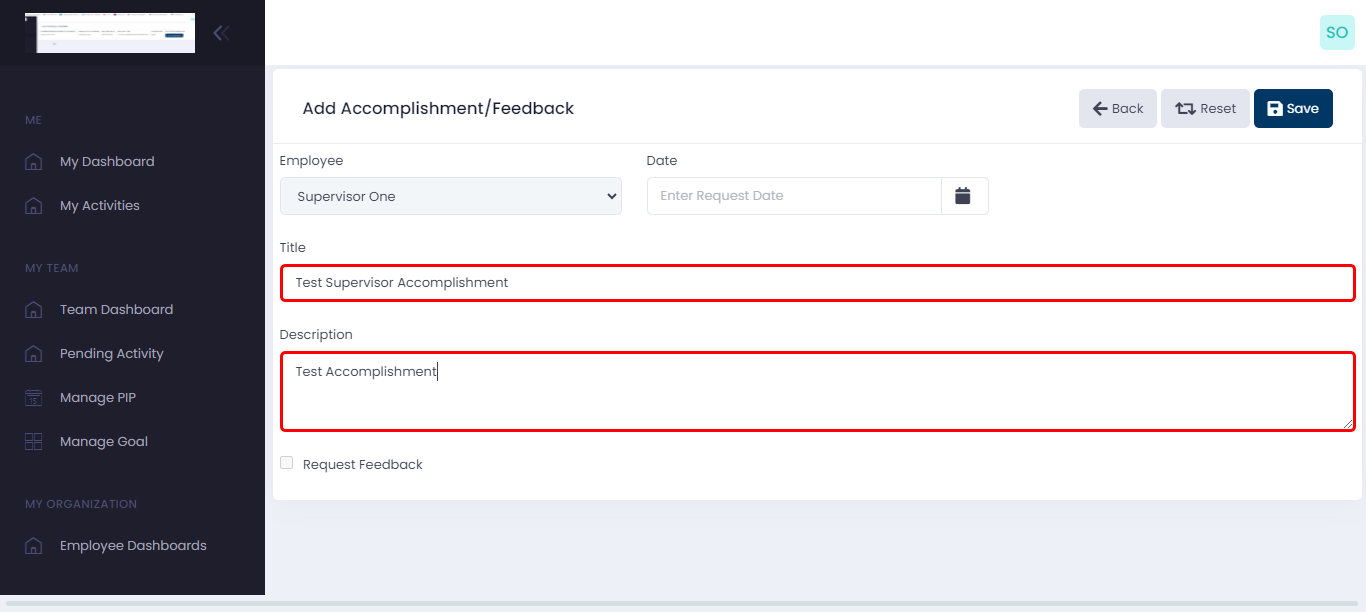 SO
ME
My Dashboard
My Activities
MY TEAM
Team Dashboard
Pending Activity
15
Manage PIP
Manage Goal
MY ORGANIZATION
Employee Dashboards
Add Accomplishment/Feedback
Back
Reset
Save
Employee
Date
Supervisor One
Enter Request Date
Title
Test Supervisor Accomplishment
Description
Test Accomplishment
Request Feedback